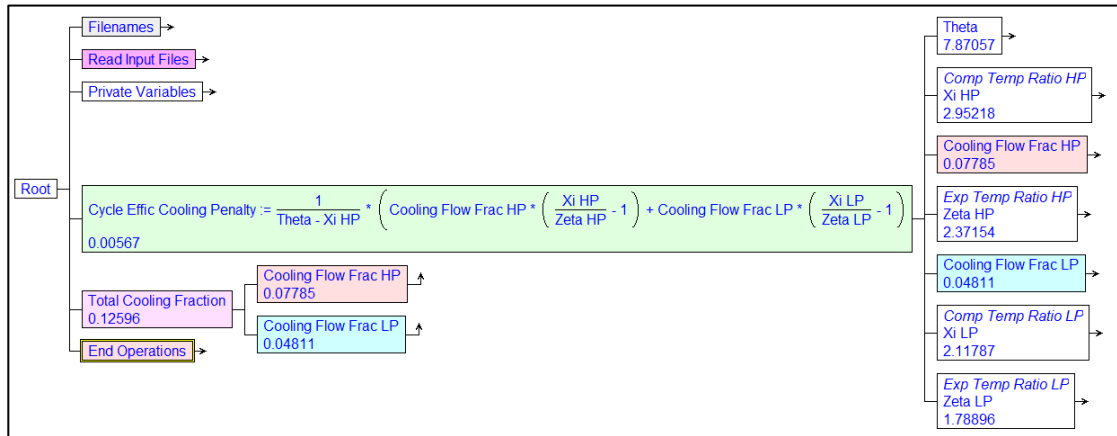 Filenames
Read Input Files
Private Variables
Root
Cycle Effic Cooling Penalty := 1 / (Theta - Xi HP) * ( Cooling Flow Frac HP * ( Xi HP / Zeta HP - 1 ) + Cooling Flow Frac LP * ( Xi LP / Zeta LP - 1 ) )
0.00567
Total Cooling Fraction
0.12596
Cooling Flow Frac HP
0.07785
Cooling Flow Frac LP
0.04811
End Operations
Theta
7.87057
Comp Temp Ratio HP
Xi HP
2.95218
Cooling Flow Frac HP
0.07785
Exp Temp Ratio HP
Zeta HP
2.37154
Cooling Flow Frac LP
0.04811
Comp Temp Ratio LP
Xi LP
2.11787
Exp Temp Ratio LP
Zeta LP
1.78896